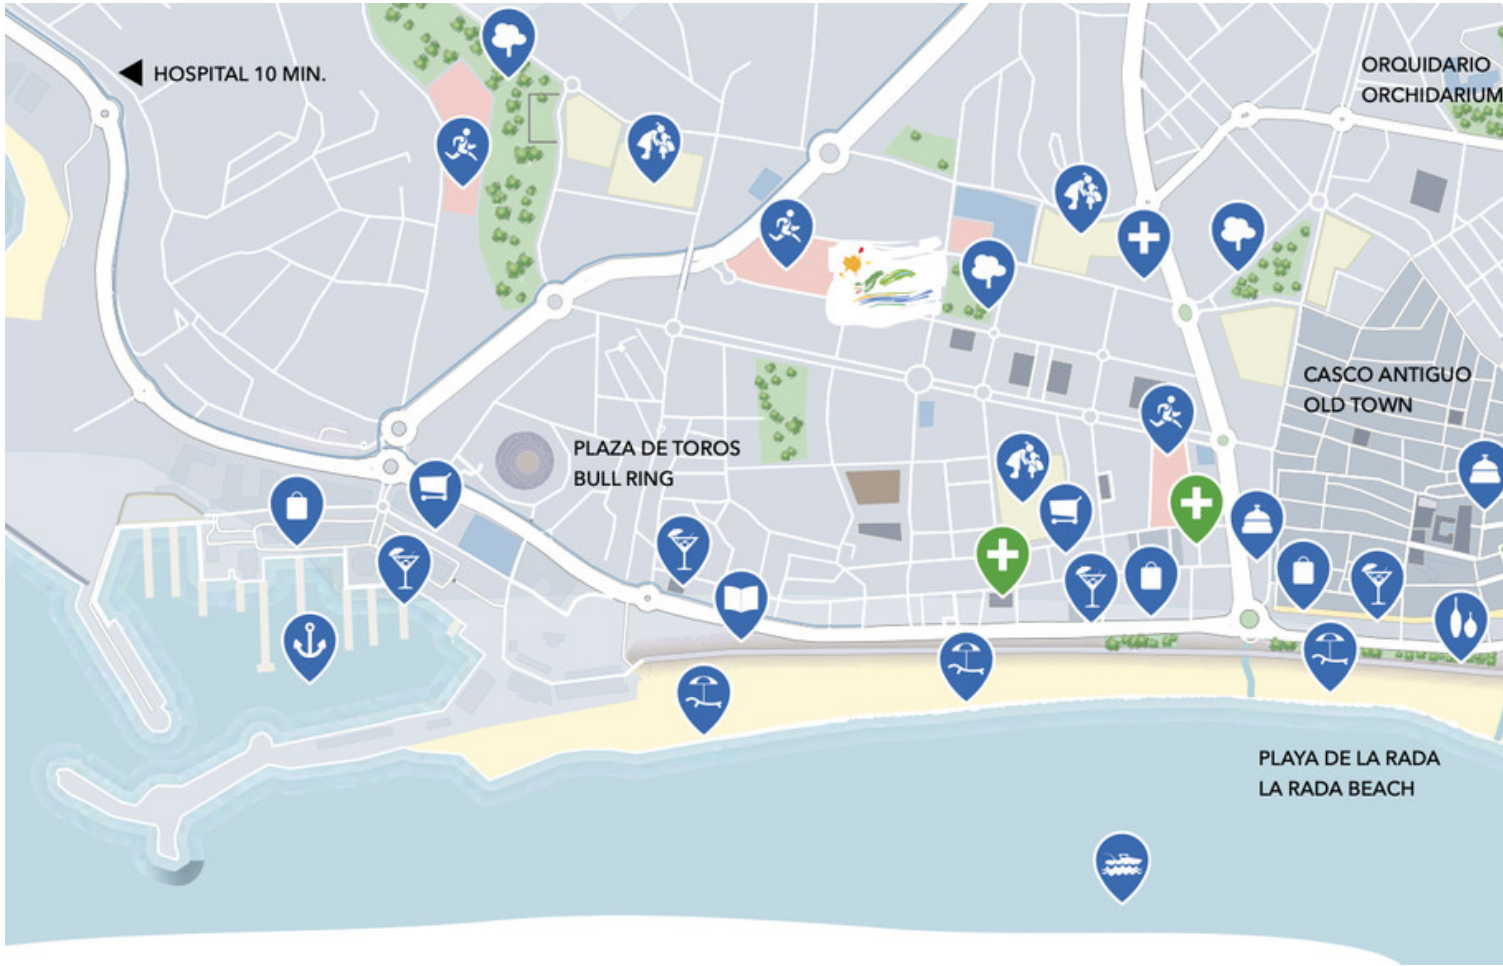 HOSPITAL 10 MIN.
ORQUIDARIO
ORCHIDARIUM
CASCO ANTIGUO
OLD TOWN
PLAZA DE TOROS
BULL RING
PLAYA DE LA RADA
LA RADA BEACH